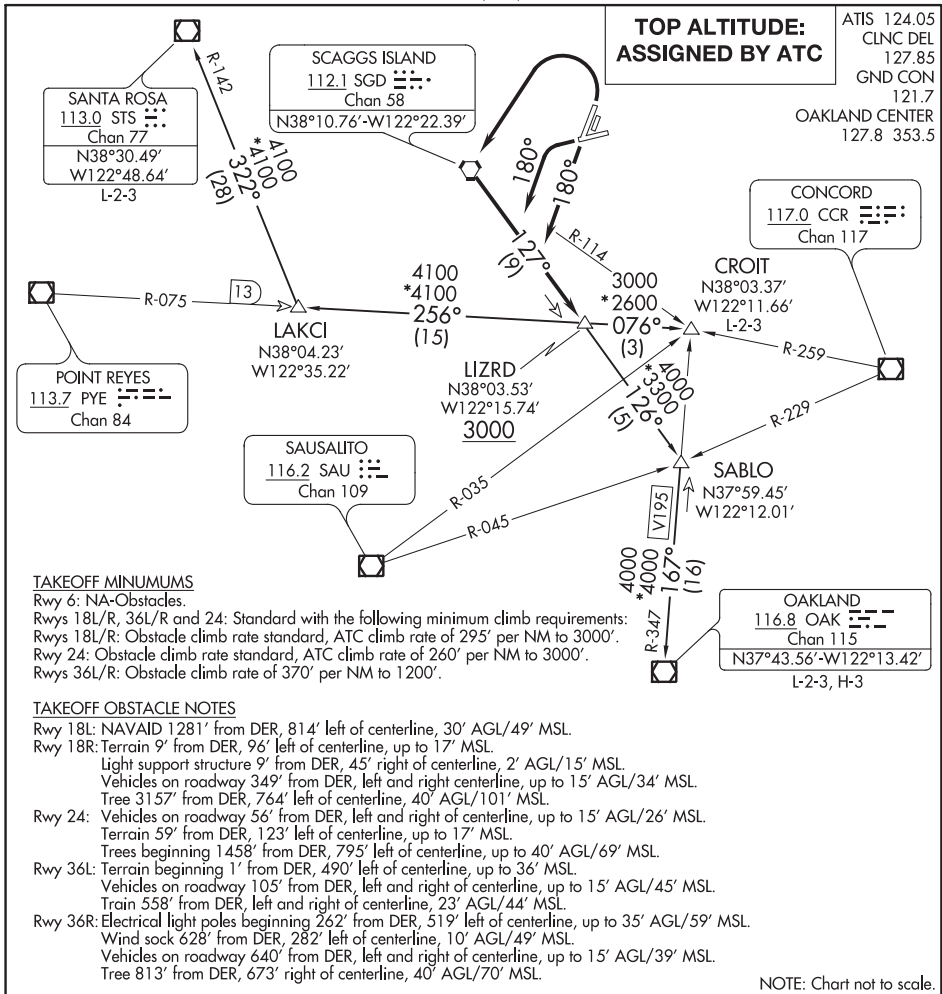 TOP ALTITUDE:
ASSIGNED BY ATC
ATIS 124.05
CLNC DEL
127.85
GND CON
121.7
OAKLAND CENTER
127.8 353.5
SCAGGS ISLAND
112.1 SGD
Chan 58
N38°10.76'-W122°22.39'
R-142
SANTA ROSA
113.0 STS
Chan 77
N38°30.49'
W122°48.64'
L-2-3
4100
*4100
322°
(28)
180°
180°
CONCORD
117.0 CCR
Chan 117
127°
(9)
R-114
CROIT
N38°03.37'
W122°11.66'
L-2-3
3000
*2600
076°
(3)
4100
*4100
256°
(15)
R-075
13
LAKCI
N38°04.23'
W122°35.22'
LIZRD
N38°03.53'
W122°15.74'
3000
R-259
POINT REYES
113.7 PYE
Chan 84
4000
*3300
126°
(5)
R-229
SAUSALITO
116.2 SAU
Chan 109
R-035
R-045
SABLO
N37°59.45'
W122°12.01'
V195
4000
*4000
167°
(16)
R-347
OAKLAND
116.8 OAK
Chan 115
N37°43.56'-W122°13.42'
L-2-3, H-3
TAKEOFF MINUMUMS
Rwy 6: NA-Obstacles.
Rwys 18L/R, 36L/R and 24: Standard with the following minimum climb requirements:
Rwys 18L/R: Obstacle climb rate standard, ATC climb rate of 295' per NM to 3000'.
Rwy 24: Obstacle climb rate standard, ATC climb rate of 260' per NM to 3000'.
Rwys 36L/R: Obstacle climb rate of 370' per NM to 1200'.
TAKEOFF OBSTACLE NOTES
Rwy 18L: NAVAID 1281' from DER, 814' left of centerline, 30' AGL/49' MSL.
Rwy 18R: Terrain 9' from DER, 96' left of centerline, up to 17' MSL.
Light support structure 9' from DER, 45' right of centerline, 2' AGL/15' MSL.
Vehicles on roadway 349' from DER, left and right centerline, up to 15' AGL/34' MSL.
Tree 3157' from DER, 764' left of centerline, 40' AGL/101' MSL.
Rwy 24: Vehicles on roadway 56' from DER, left and right of centerline, up to 15' AGL/26' MSL.
Terrain 59' from DER, 123' left of centerline, up to 17' MSL.
Trees beginning 1458' from DER, 795' left of centerline, up to 40' AGL/69' MSL.
Rwy 36L: Terrain beginning 1' from DER, 490' left of centerline, up to 36' MSL.
Vehicles on roadway 105' from DER, left and right of centerline, up to 15' AGL/45' MSL.
Train 558' from DER, left and right of centerline, 23' AGL/44' MSL.
Rwy 36R: Electrical light poles beginning 262' from DER, 519' left of centerline, up to 35' AGL/59' MSL.
Wind sock 628' from DER, 282' left of centerline, 10' AGL/49' MSL.
Vehicles on roadway 640' from DER, left and right of centerline, up to 15' AGL/39' MSL.
Tree 813' from DER, 673' right of centerline, 40' AGL/70' MSL.
NOTE: Chart not to scale.